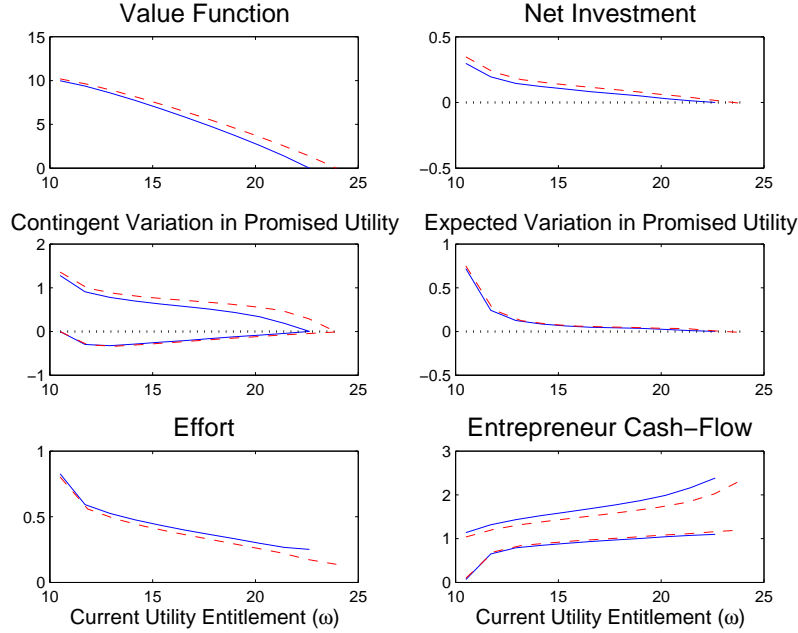 Value Function
15
10
5
0
10 15 20 25
Net Investment
0.5
0
−0.5
10 15 20 25
Contingent Variation in Promised Utility
2
1
0
−1
10 15 20 25
Expected Variation in Promised Utility
1
0.5
0
−0.5
10 15 20 25
Effort
1
0.5
0
10 15 20 25
Current Utility Entitlement (ω)
Entrepreneur Cash−Flow
3
2
1
0
10 15 20 25
Current Utility Entitlement (ω)